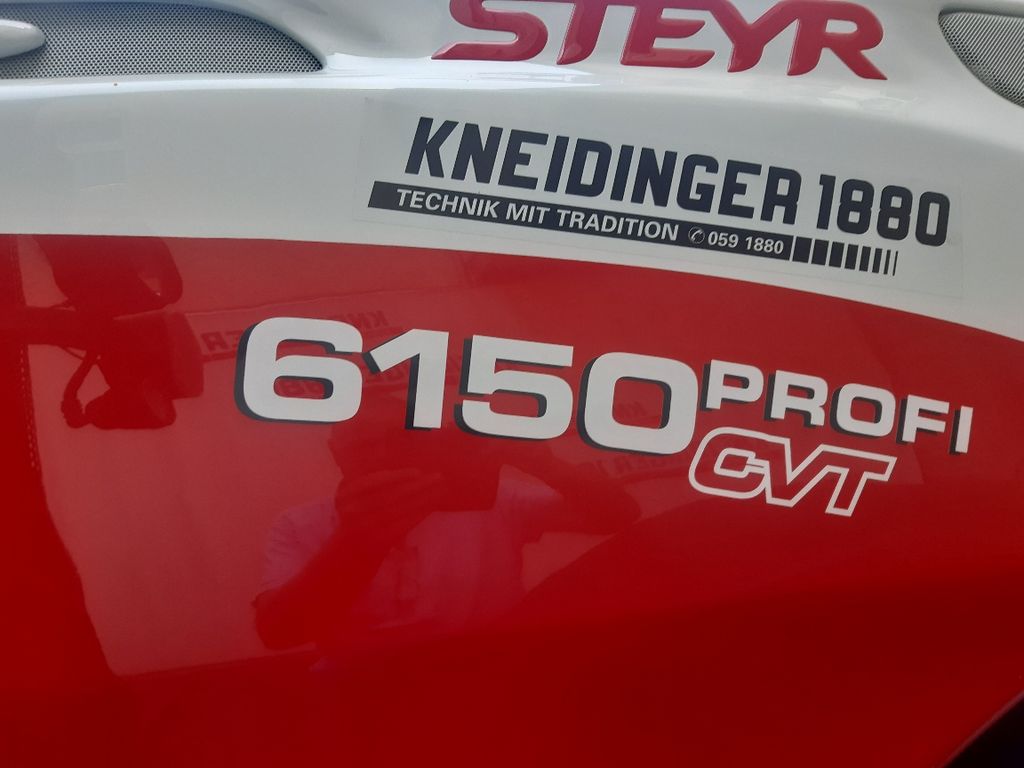 STEYR
KNEIDINGER 1880
TECHNIK MIT TRADITION ✆ 059 1880
6150 PROFI
CVT